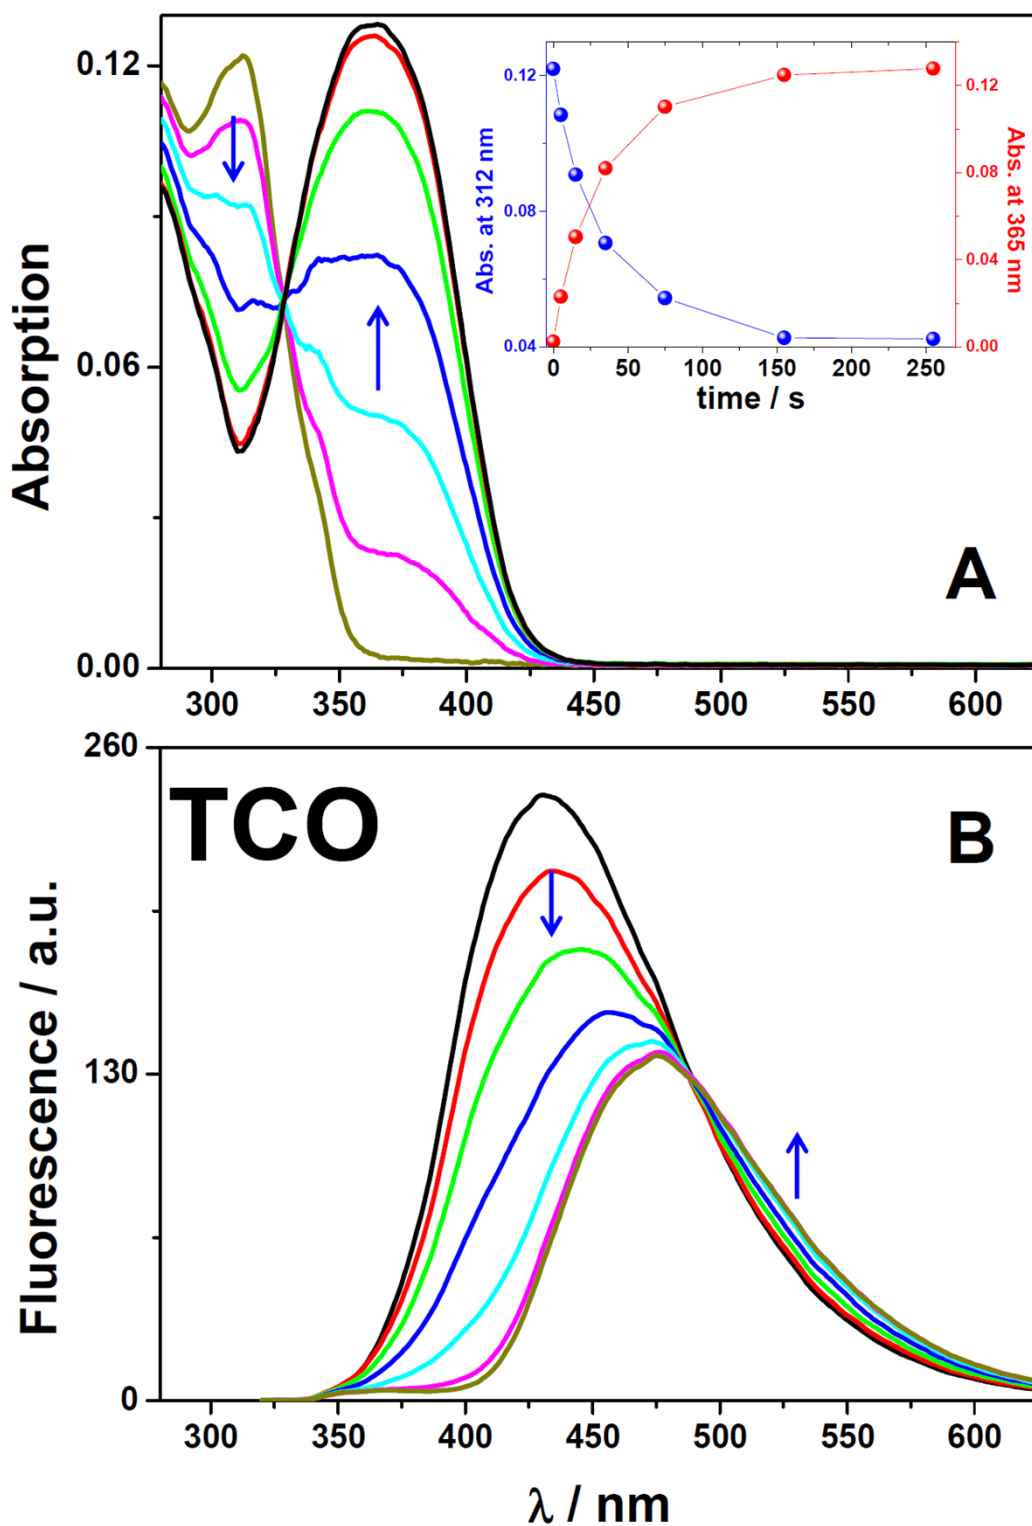 0.12
0.06
0.00
Absorption
300 350 400 450 500 550 600
A
0.12
0.08
0.04
Abs. at 312 nm
0 50 100 150 200 250
time / s
0.12
0.08
0.04
0.00
Abs. at 365 nm
260
130
0
Fluorescence / a.u.
TCO
B
300 350 400 450 500 550 600
λ / nm